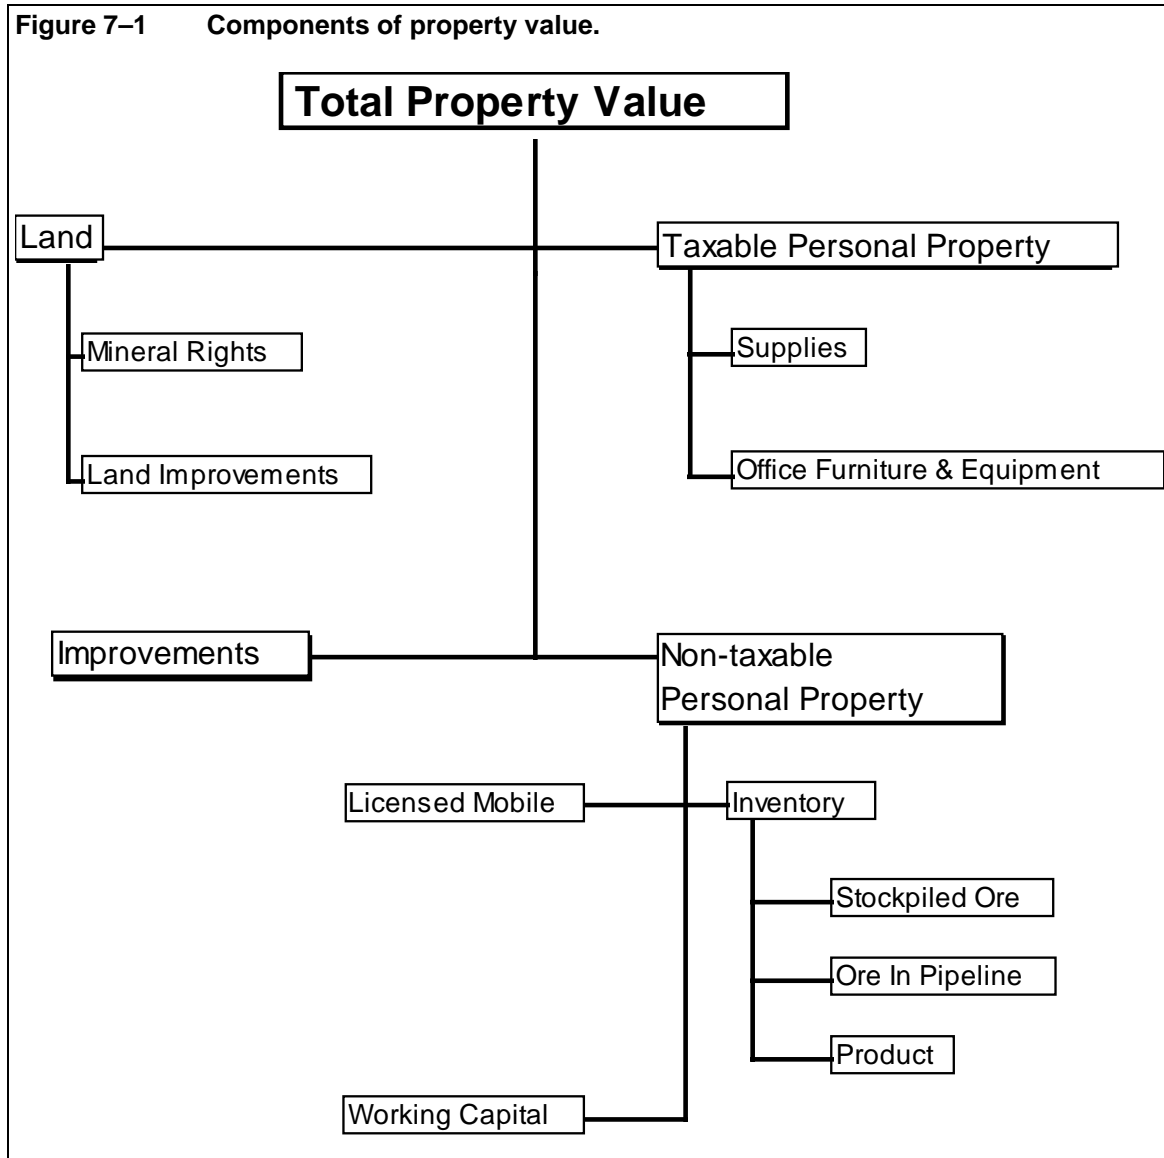 Figure 7–1 Components of property value.
Total Property Value
Land
Taxable Personal Property
Mineral Rights
Supplies
Land Improvements
Office Furniture & Equipment
Improvements
Non-taxable
Personal Property
Licensed Mobile
Inventory
Stockpiled Ore
Ore In Pipeline
Product
Working Capital